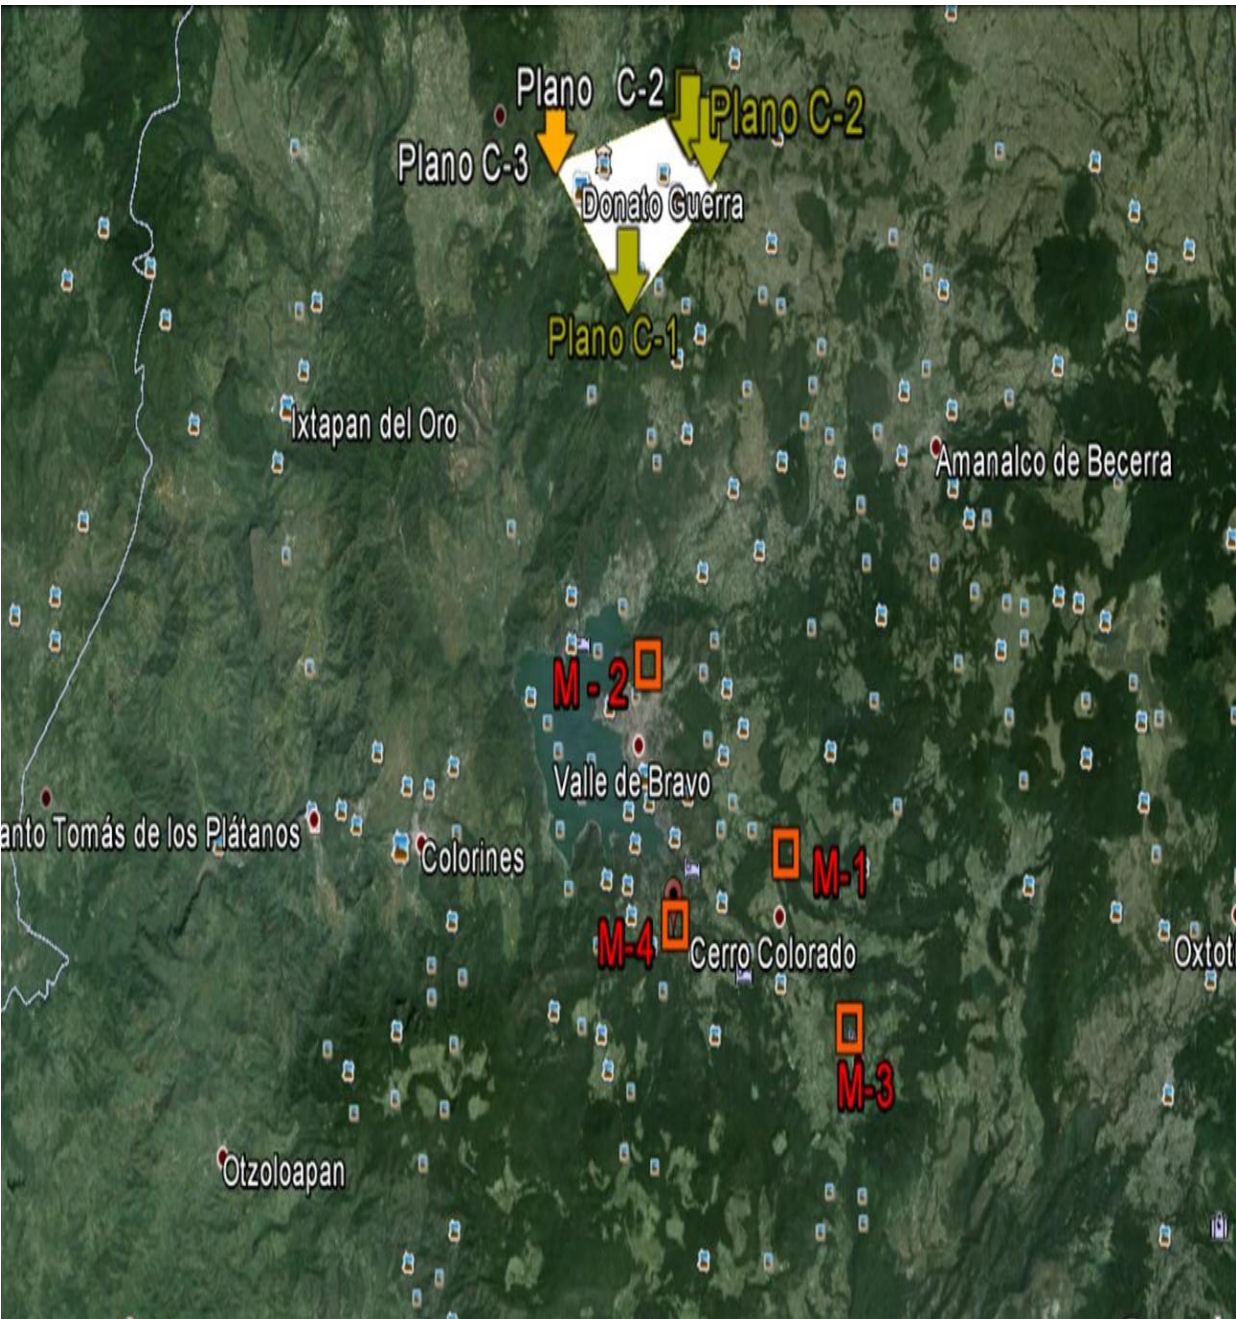 Plano C-2
Plano C-2
Plano C-3
Donato Guerra
Plano C-1
Ixtapan del Oro
Amanalco de Becerra
M - 2
Valle de Bravo
anto Tomás de los Plátanos
Colorines
M-1
M-4
Cerro Colorado
Oxtot
M-3
Otzoloapan